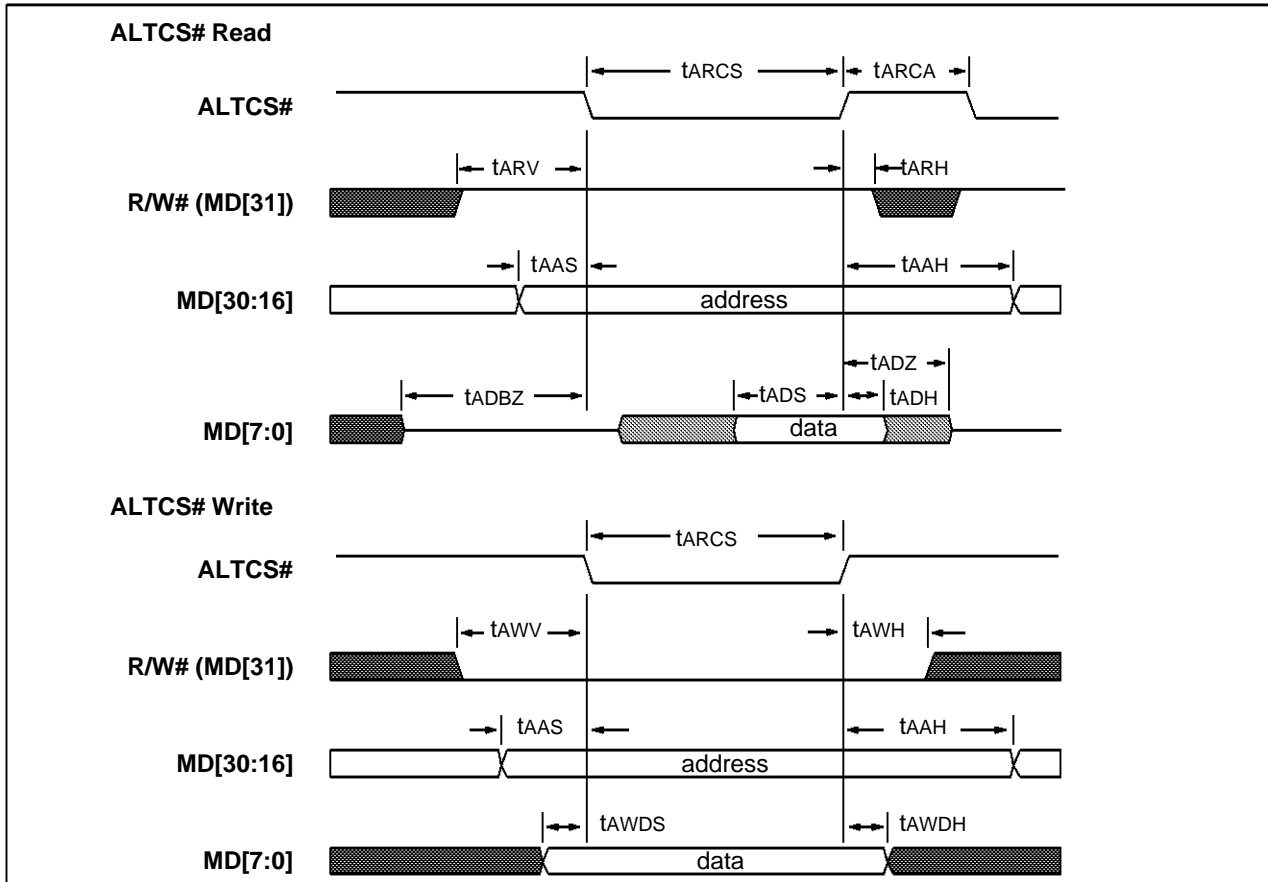 ALTCS# Read
tARCS tARCA
ALTCS#
tARV tARH
R/W# (MD[31])
tAAS tAAH
MD[30:16] address
tADZ
tADBZ tADS tADH
MD[7:0] data
ALTCS# Write
tARCS
ALTCS#
tAWV tAWH
R/W# (MD[31])
tAAS tAAH
MD[30:16] address
tAWDS tAWDH
MD[7:0] data